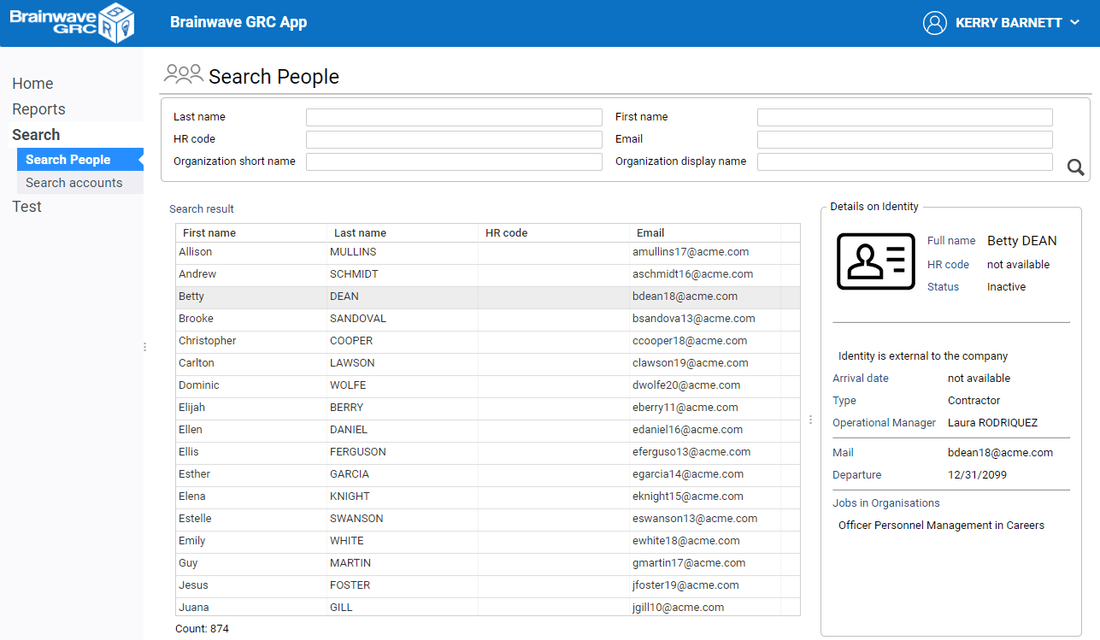 Brainwave GRC
B R
Brainwave GRC App
KERRY BARNETT
Home
Reports
Search
Search People
Search accounts
Test
Search People
Last name First name
HR code Email
Organization short name Organization display name
Search result
First name Last name HR code Email
Allison MULLINS amullins17@acme.com
Andrew SCHMIDT aschmidt16@acme.com
Betty DEAN bdean18@acme.com
Brooke SANDOVAL bsandova13@acme.com
Christopher COOPER ccooper18@acme.com
Carlton LAWSON clawson19@acme.com
Dominic WOLFE dwolfe20@acme.com
Elijah BERRY eberry11@acme.com
Ellen DANIEL edaniel16@acme.com
Ellis FERGUSON eferguso13@acme.com
Esther GARCIA egarcia14@acme.com
Elena KNIGHT eknight15@acme.com
Estelle SWANSON eswanson13@acme.com
Emily WHITE ewhite18@acme.com
Guy MARTIN gmartin17@acme.com
Jesus FOSTER jfoster19@acme.com
Juana GILL jgill10@acme.com
Count: 874
Details on Identity
Full name Betty DEAN
HR code not available
Status Inactive
Identity is external to the company
Arrival date not available
Type Contractor
Operational Manager Laura RODRIQUEZ
Mail bdean18@acme.com
Departure 12/31/2099
Jobs in Organisations
Officer Personnel Management in Careers